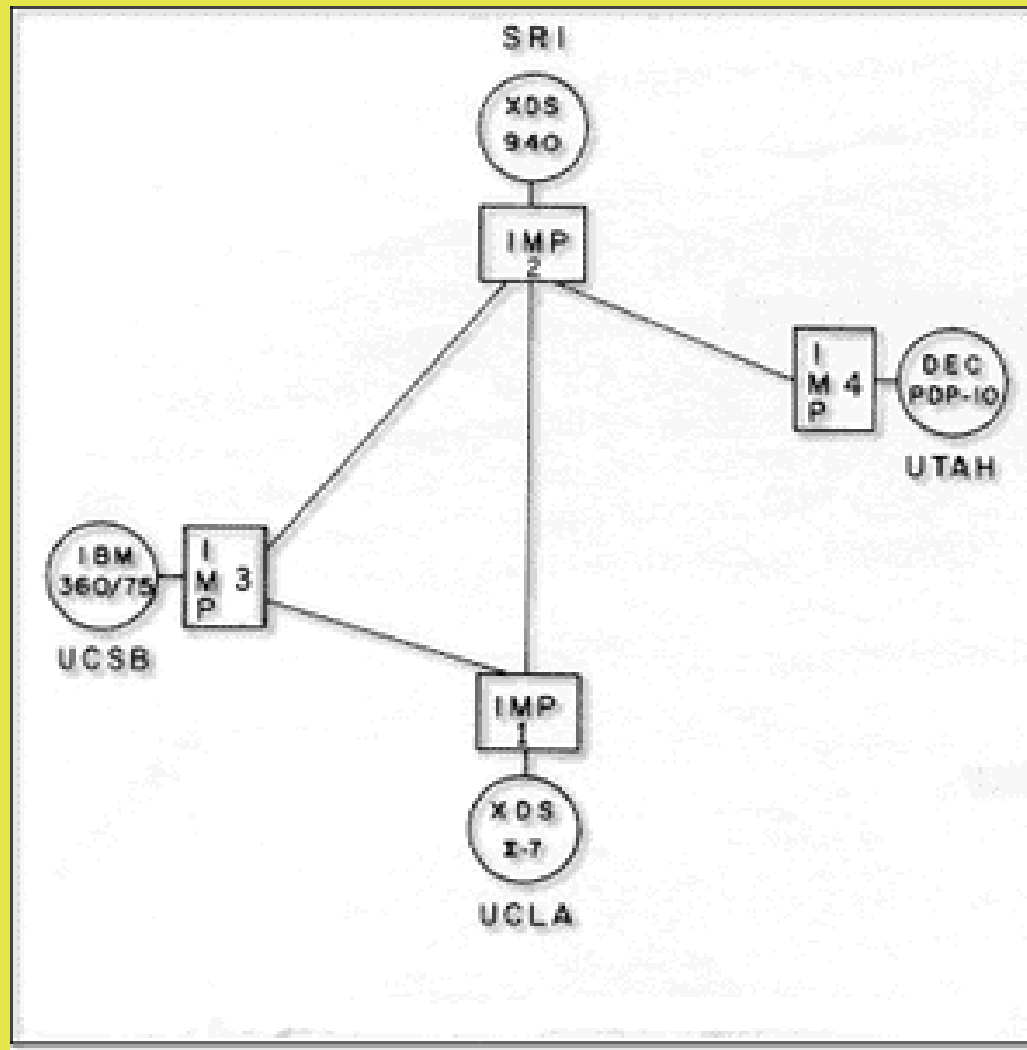 SRI
XDS
940
IMP
2
I
M 4
P
DEC
PDP-10
UTAH
IBM
360/75
I
M 3
P
UCSB
IMP
1
XDS
Σ-7
UCLA